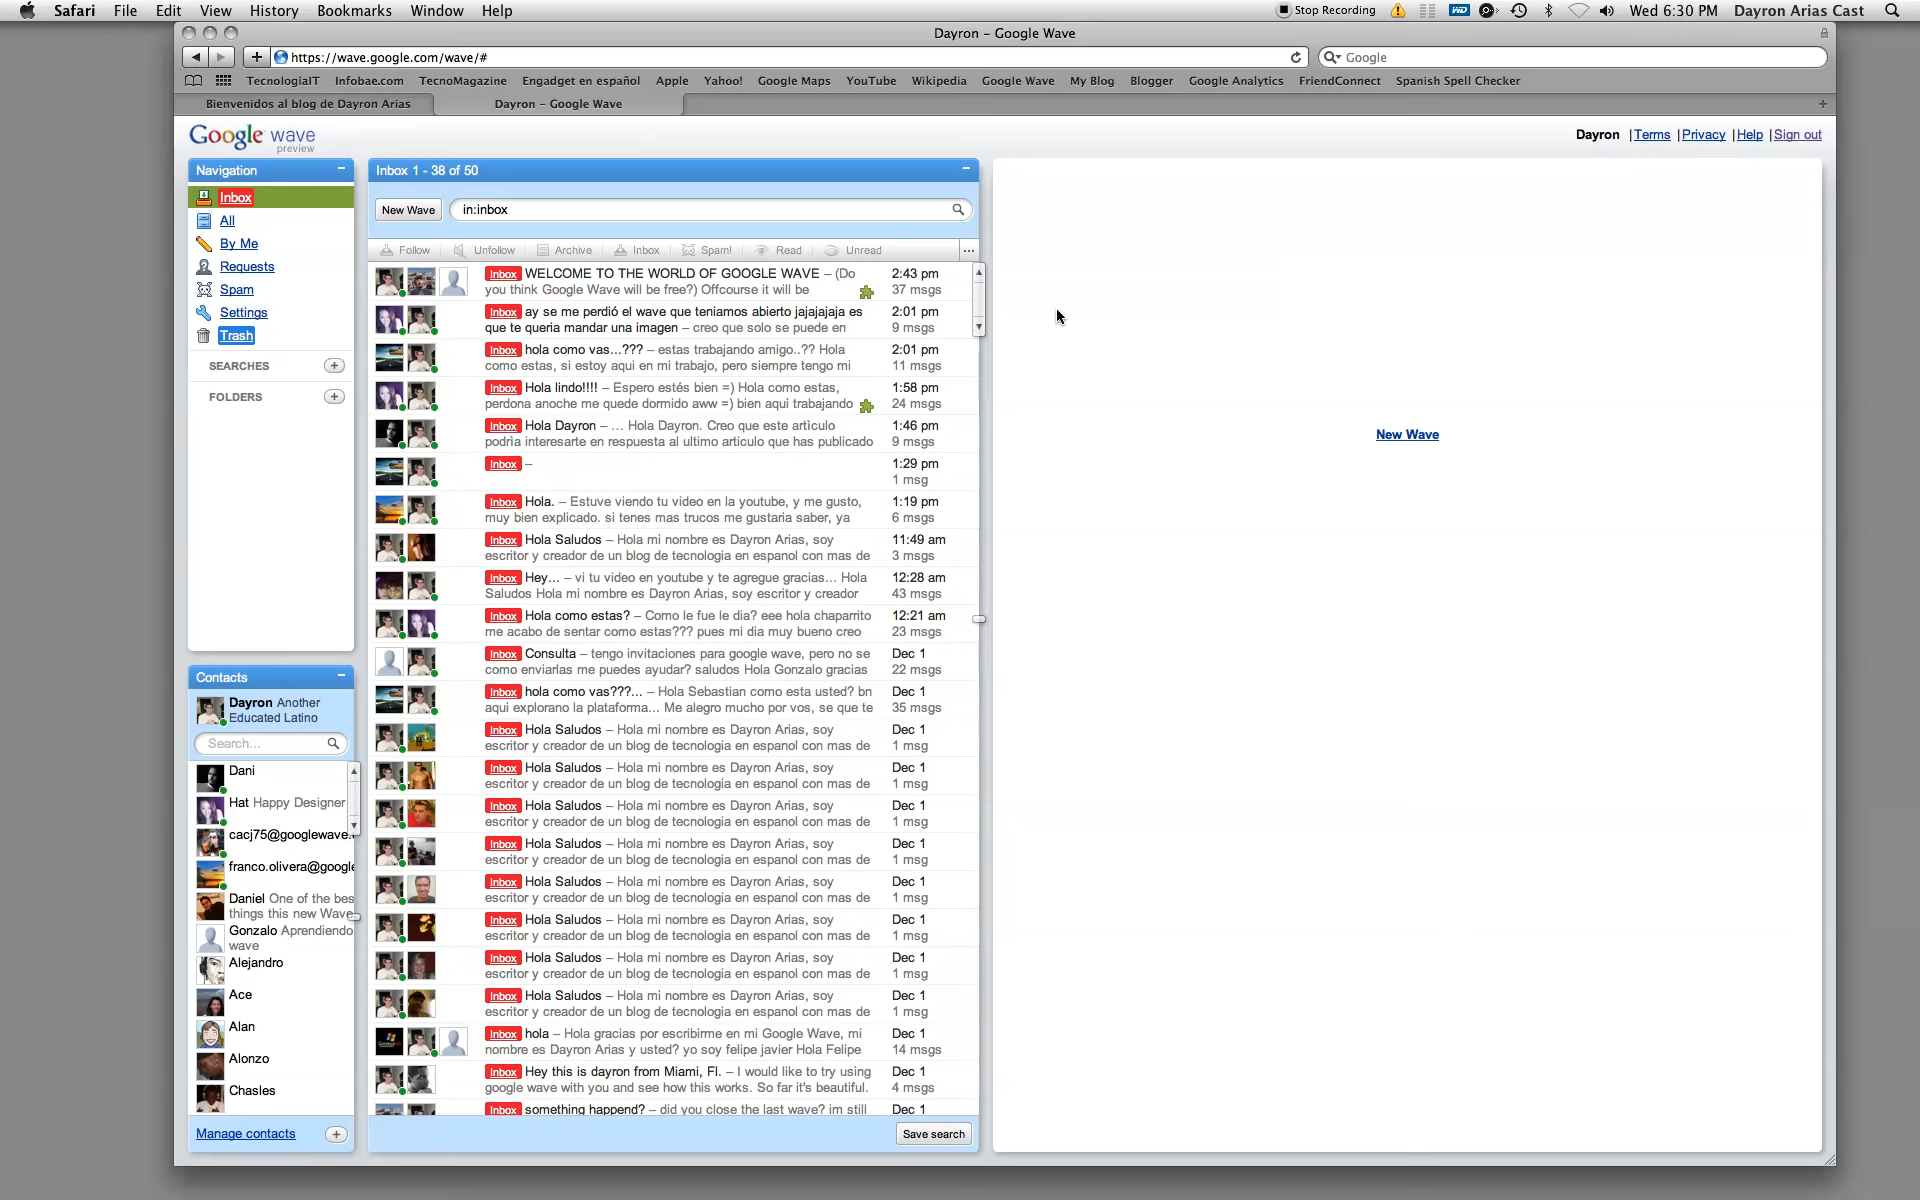 Safari File Edit View History Bookmarks Window Help Stop Recording Wed 6:30 PM Dayron Arias Cast
Dayron – Google Wave
https://wave.google.com/wave/# Google
TecnologiaIT Infobae.com TecnoMagazine Engadget en español Apple Yahoo! Google Maps YouTube Wikipedia Google Wave My Blog Blogger Google Analytics FriendConnect Spanish Spell Checker
Bienvenidos al blog de Dayron Arias Dayron – Google Wave
Google wave
preview
Dayron | Terms | Privacy | Help | Sign out
Navigation
Inbox
All
By Me
Requests
Spam
Settings
Trash
SEARCHES
FOLDERS
Contacts
Dayron Another
Educated Latino
Search...
Dani
Hat Happy Designer
cacj75@googlewave.
franco.olivera@google
Daniel One of the bes
things this new Wave
Gonzalo Aprendiendo
wave
Alejandro
Ace
Alan
Alonzo
Chasles
Manage contacts
Inbox 1 - 38 of 50
New Wave in:inbox
Follow Unfollow Archive Inbox Spam! Read Unread ...
Inbox WELCOME TO THE WORLD OF GOOGLE WAVE – (Do 2:43 pm
you think Google Wave will be free?) Offcourse it will be 37 msgs
Inbox ay se me perdió el wave que teniamos abierto jajajajaja es 2:01 pm
que te queria mandar una imagen – creo que solo se puede en 9 msgs
Inbox hola como vas...??? – estas trabajando amigo..?? Hola 2:01 pm
como estas, si estoy aqui en mi trabajo, pero siempre tengo mi 11 msgs
Inbox Hola lindo!!!! – Espero estés bien =) Hola como estas, 1:58 pm
perdona anoche me quede dormido aww =) bien aqui trabajando 24 msgs
Inbox Hola Dayron – ... Hola Dayron. Creo que este artìculo 1:46 pm
podrìa interesarte en respuesta al ultimo articulo que has publicado 9 msgs
Inbox – 1:29 pm
1 msg
Inbox Hola. – Estuve viendo tu video en la youtube, y me gusto, 1:19 pm
muy bien explicado. si tenes mas trucos me gustaria saber, ya 6 msgs
Inbox Hola Saludos – Hola mi nombre es Dayron Arias, soy 11:49 am
escritor y creador de un blog de tecnologia en espanol con mas de 3 msgs
Inbox Hey... – vi tu video en youtube y te agregue gracias... Hola 12:28 am
Saludos Hola mi nombre es Dayron Arias, soy escritor y creador 43 msgs
Inbox Hola como estas? – Como le fue le dia? eee hola chaparrito 12:21 am
me acabo de sentar como estas??? pues mi dia muy bueno creo 23 msgs
Inbox Consulta – tengo invitaciones para google wave, pero no se Dec 1
como enviarlas me puedes ayudar? saludos Hola Gonzalo gracias 22 msgs
Inbox hola como vas???... – Hola Sebastian como esta usted? bn Dec 1
aqui explorano la plataforma... Me alegro mucho por vos, se que te 35 msgs
Inbox Hola Saludos – Hola mi nombre es Dayron Arias, soy Dec 1
escritor y creador de un blog de tecnologia en espanol con mas de 1 msg
Inbox Hola Saludos – Hola mi nombre es Dayron Arias, soy Dec 1
escritor y creador de un blog de tecnologia en espanol con mas de 1 msg
Inbox Hola Saludos – Hola mi nombre es Dayron Arias, soy Dec 1
escritor y creador de un blog de tecnologia en espanol con mas de 1 msg
Inbox Hola Saludos – Hola mi nombre es Dayron Arias, soy Dec 1
escritor y creador de un blog de tecnologia en espanol con mas de 1 msg
Inbox Hola Saludos – Hola mi nombre es Dayron Arias, soy Dec 1
escritor y creador de un blog de tecnologia en espanol con mas de 1 msg
Inbox Hola Saludos – Hola mi nombre es Dayron Arias, soy Dec 1
escritor y creador de un blog de tecnologia en espanol con mas de 1 msg
Inbox Hola Saludos – Hola mi nombre es Dayron Arias, soy Dec 1
escritor y creador de un blog de tecnologia en espanol con mas de 1 msg
Inbox Hola Saludos – Hola mi nombre es Dayron Arias, soy Dec 1
escritor y creador de un blog de tecnologia en espanol con mas de 1 msg
Inbox hola – Hola gracias por escribirme en mi Google Wave, mi Dec 1
nombre es Dayron Arias y usted? yo soy felipe javier Hola Felipe 14 msgs
Inbox Hey this is dayron from Miami, Fl. – I would like to try using Dec 1
google wave with you and see how this works. So far it's beautiful. 4 msgs
Inbox something happend? – did you close the last wave? im still Dec 1
Save search
New Wave